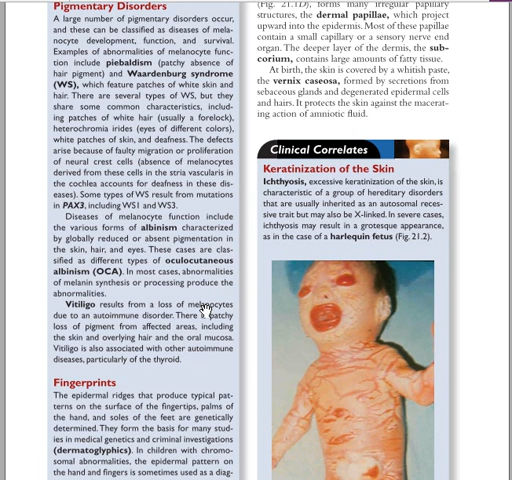 Pigmentary Disorders
A large number of pigmentary disorders occur,
and these can be classified as diseases of mela-
nocyte development, function, and survival.
Examples of abnormalities of melanocyte func-
tion include piebaldism (patchy absence of
hair pigment) and Waardenburg syndrome
(WS), which feature patches of white skin and
hair. There are several types of WS, but they
share some common characteristics, includ-
ing patches of white hair (usually a forelock),
heterochromia irides (eyes of different colors),
white patches of skin, and deafness. The defects
arise because of faulty migration or proliferation
of neural crest cells (absence of melanocytes
derived from these cells in the stria vascularis in
the cochlea accounts for deafness in these dis-
eases). Some types of WS result from mutations
in PAX3, including WS1 and WS3.
Diseases of melanocyte function include
the various forms of albinism characterized
by globally reduced or absent pigmentation in
the skin, hair, and eyes. These cases are clas-
sified as different types of oculocutaneous
albinism (OCA). In most cases, abnormalities
of melanin synthesis or processing produce the
abnormalities.
Vitiligo results from a loss of melanocytes
due to an autoimmune disorder. There is patchy
loss of pigment from affected areas, including
the skin and overlying hair and the oral mucosa.
Vitiligo is also associated with other autoimmune
diseases, particularly of the thyroid.
Fingerprints
The epidermal ridges that produce typical pat-
terns on the surface of the fingertips, palms of
the hand, and soles of the feet are genetically
determined. They form the basis for many stud-
ies in medical genetics and criminal investigations
(dermatoglyphics). In children with chromo-
somal abnormalities, the epidermal pattern on
the hand and fingers is sometimes used as a diag-
(Fig. 21.1D), forms many irregular papillary
structures, the dermal papillae, which project
upward into the epidermis. Most of these papillae
contain a small capillary or a sensory nerve end
organ. The deeper layer of the dermis, the sub-
corium, contains large amounts of fatty tissue.
At birth, the skin is covered by a whitish paste,
the vernix caseosa, formed by secretions from
sebaceous glands and degenerated epidermal cells
and hairs. It protects the skin against the macerat-
ing action of amniotic fluid.
Clinical Correlates
Keratinization of the Skin
Ichthyosis, excessive keratinization of the skin, is
characteristic of a group of hereditary disorders
that are usually inherited as an autosomal reces-
sive trait but may also be X-linked. In severe cases,
ichthyosis may result in a grotesque appearance,
as in the case of a harlequin fetus (Fig. 21.2).